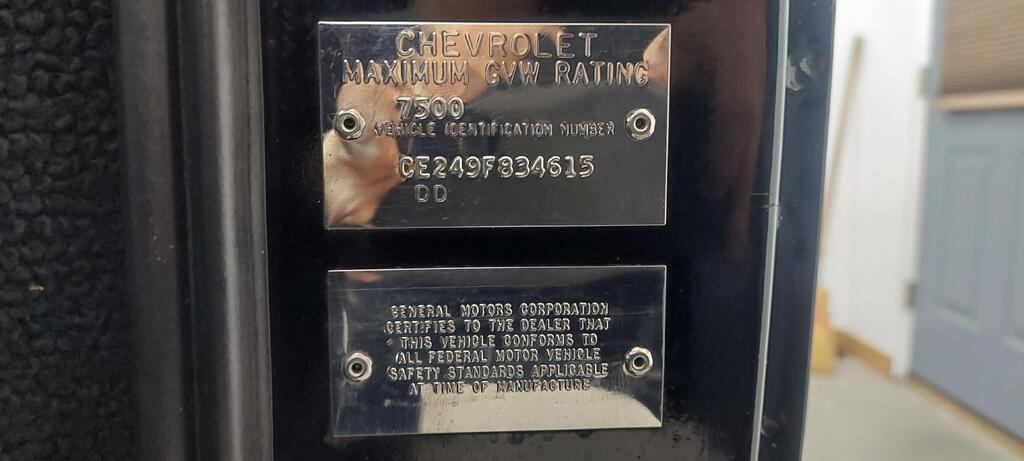 CHEVROLET
MAXIMUM GVW RATING
7500
VEHICLE IDENTIFICATION NUMBER
CE249F834615
DD
GENERAL MOTORS CORPORATION
CERTIFIES TO THE DEALER THAT
THIS VEHICLE CONFORMS TO
ALL FEDERAL MOTOR VEHICLE
SAFETY STANDARDS APPLICABLE
AT TIME OF MANUFACTURE